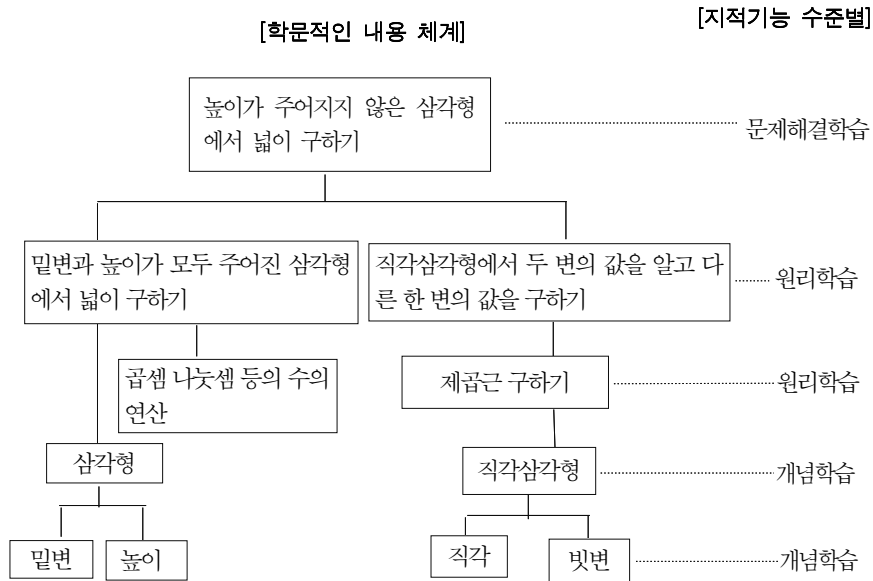 [학문적인 내용 체계]
[지적기능 수준별]
높이가 주어지지 않은 삼각형
에서 넓이 구하기
문제해결학습
밑변과 높이가 모두 주어진 삼각형
에서 넓이 구하기
직각삼각형에서 두 변의 값을 알고 다
른 한 변의 값을 구하기
원리학습
곱셈 나눗셈 등의 수의
연산
제곱근 구하기
원리학습
삼각형
직각삼각형
개념학습
밑변
높이
직각
빗변
개념학습